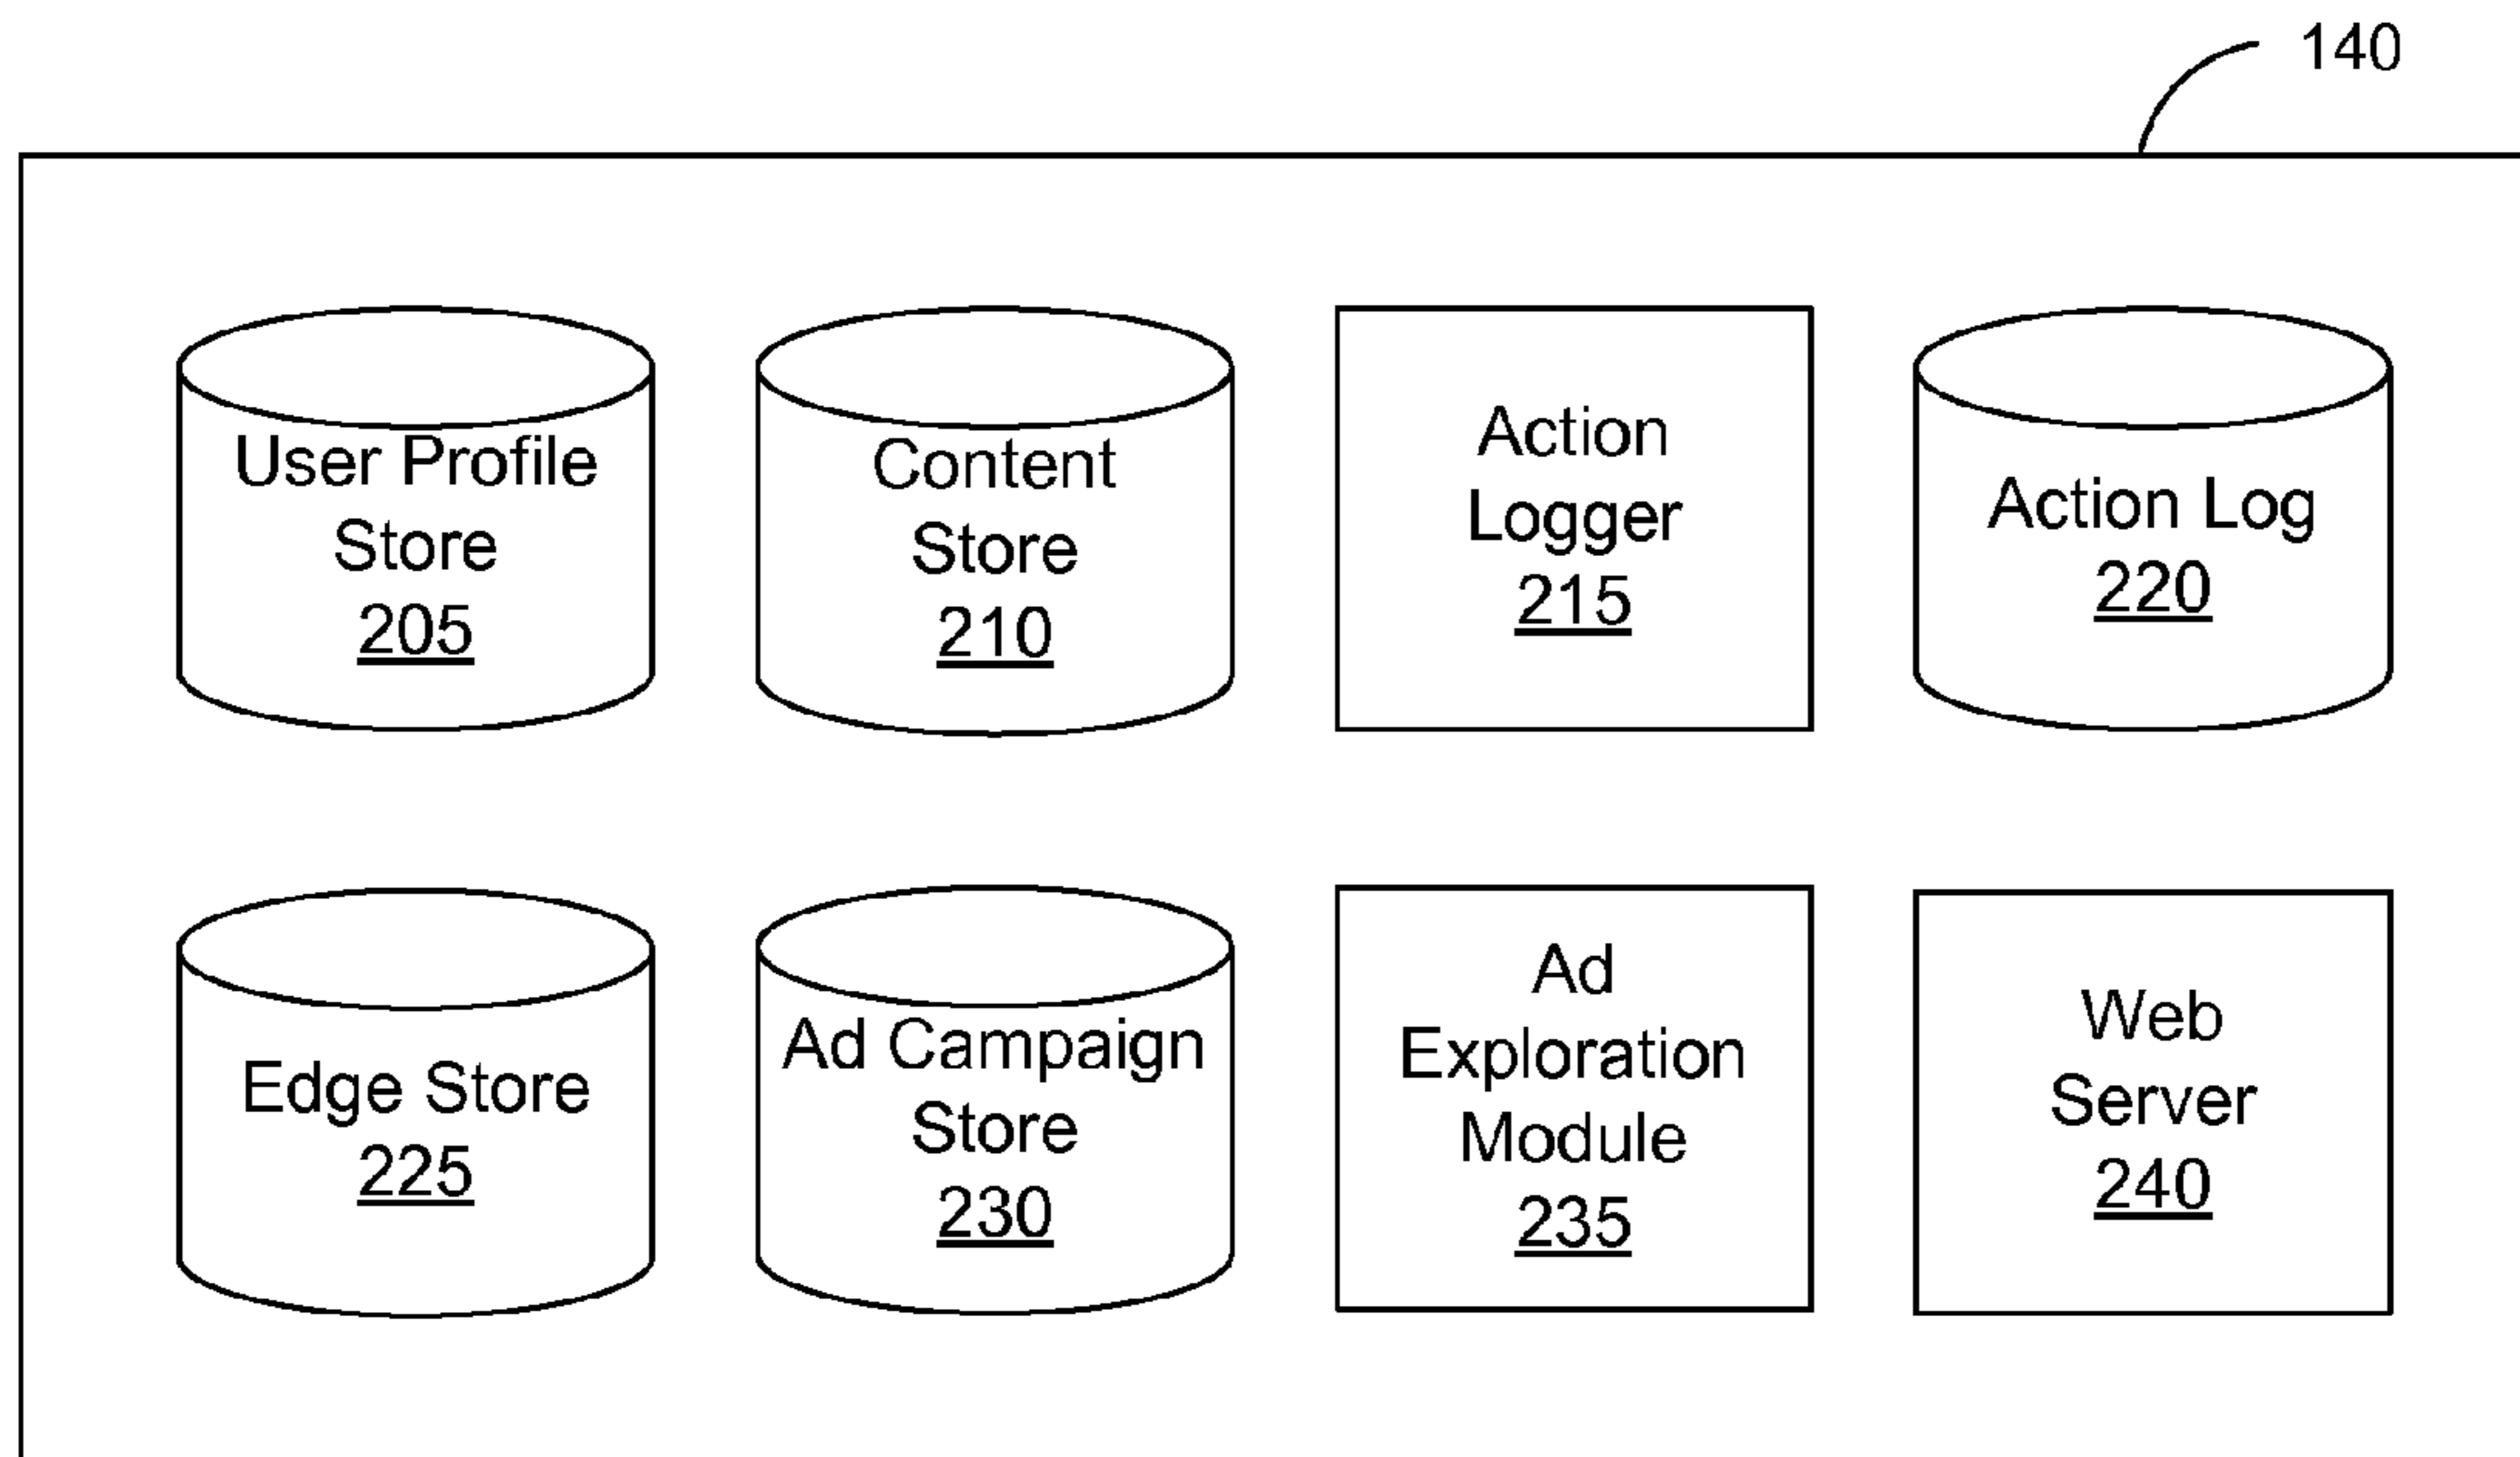 140
User Profile
Store
205
Content
Store
210
Action
Logger
215
Action Log
220
Edge Store
225
Ad Campaign
Store
230
Ad
Exploration
Module
235
Web
Server
240